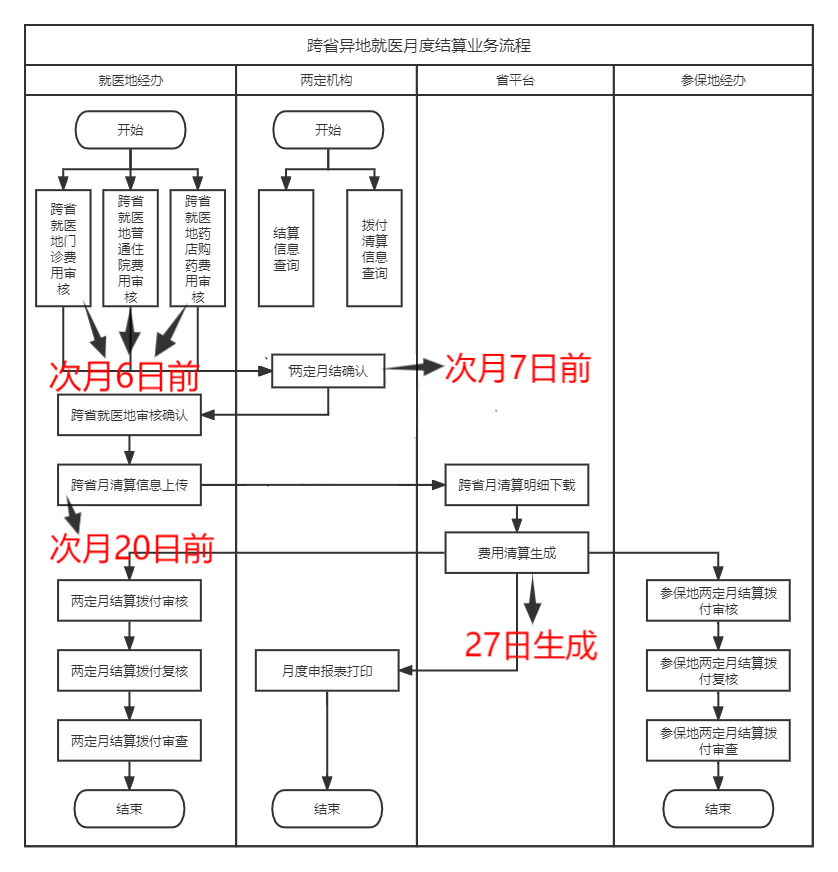 跨省异地就医月度结算业务流程
就医地经办
两定机构
省平台
参保地经办
开始
开始
跨省
就医
地门
诊费
用审
核
跨省
就医
地普
通住
院费
用审
核
跨省
就医
地药
店购
药费
用审
核
结算
信息
查询
拨付
清算
信息
查询
次月6日前
两定月结确认
次月7日前
跨省就医地审核确认
跨省月清算信息上传
跨省月清算明细下载
次月20日前
费用清算生成
两定月结算拨付审核
参保地两定月结算拨
付审核
27日生成
两定月结算拨付复核
月度申报表打印
参保地两定月结算拨
付复核
两定月结算拨付审查
参保地两定月结算拨
付审查
结束
结束
结束